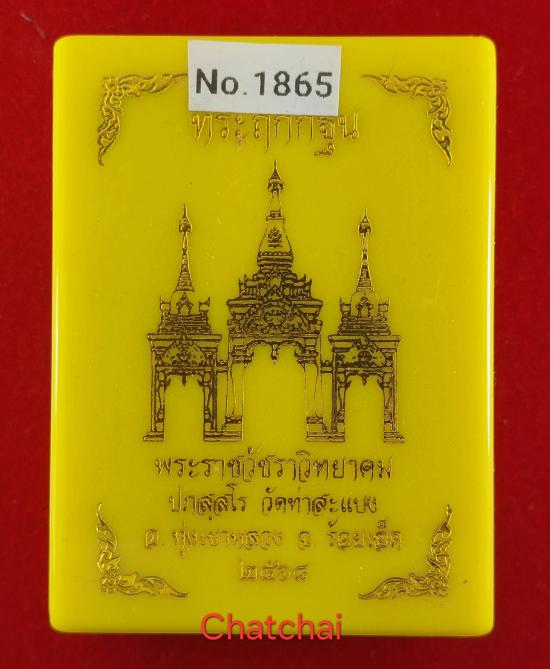 No.1865
พระราชวัชราวิทยาคม
ปภสฺสโร วัดท่าสะแบง
อ. ทุ่งเขาหลวง จ. ร้อยเอ็ด
๒๕๖๘
Chatchai